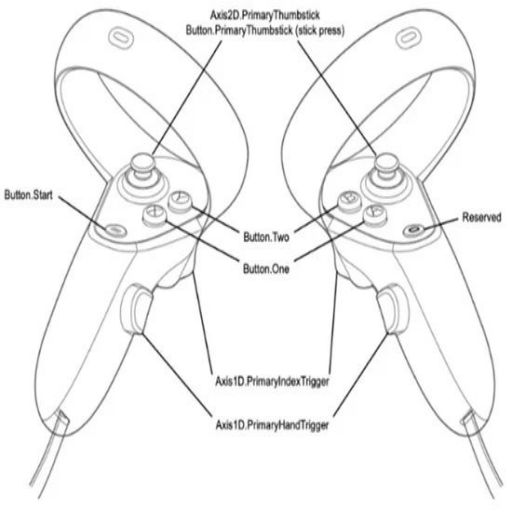 Axis2D.PrimaryThumbstick
Button.PrimaryThumbstick (stick press)
Button.Start
Reserved
Button.Two
Button.One
Axis1D.PrimaryIndexTrigger
Axis1D.PrimaryHandTrigger